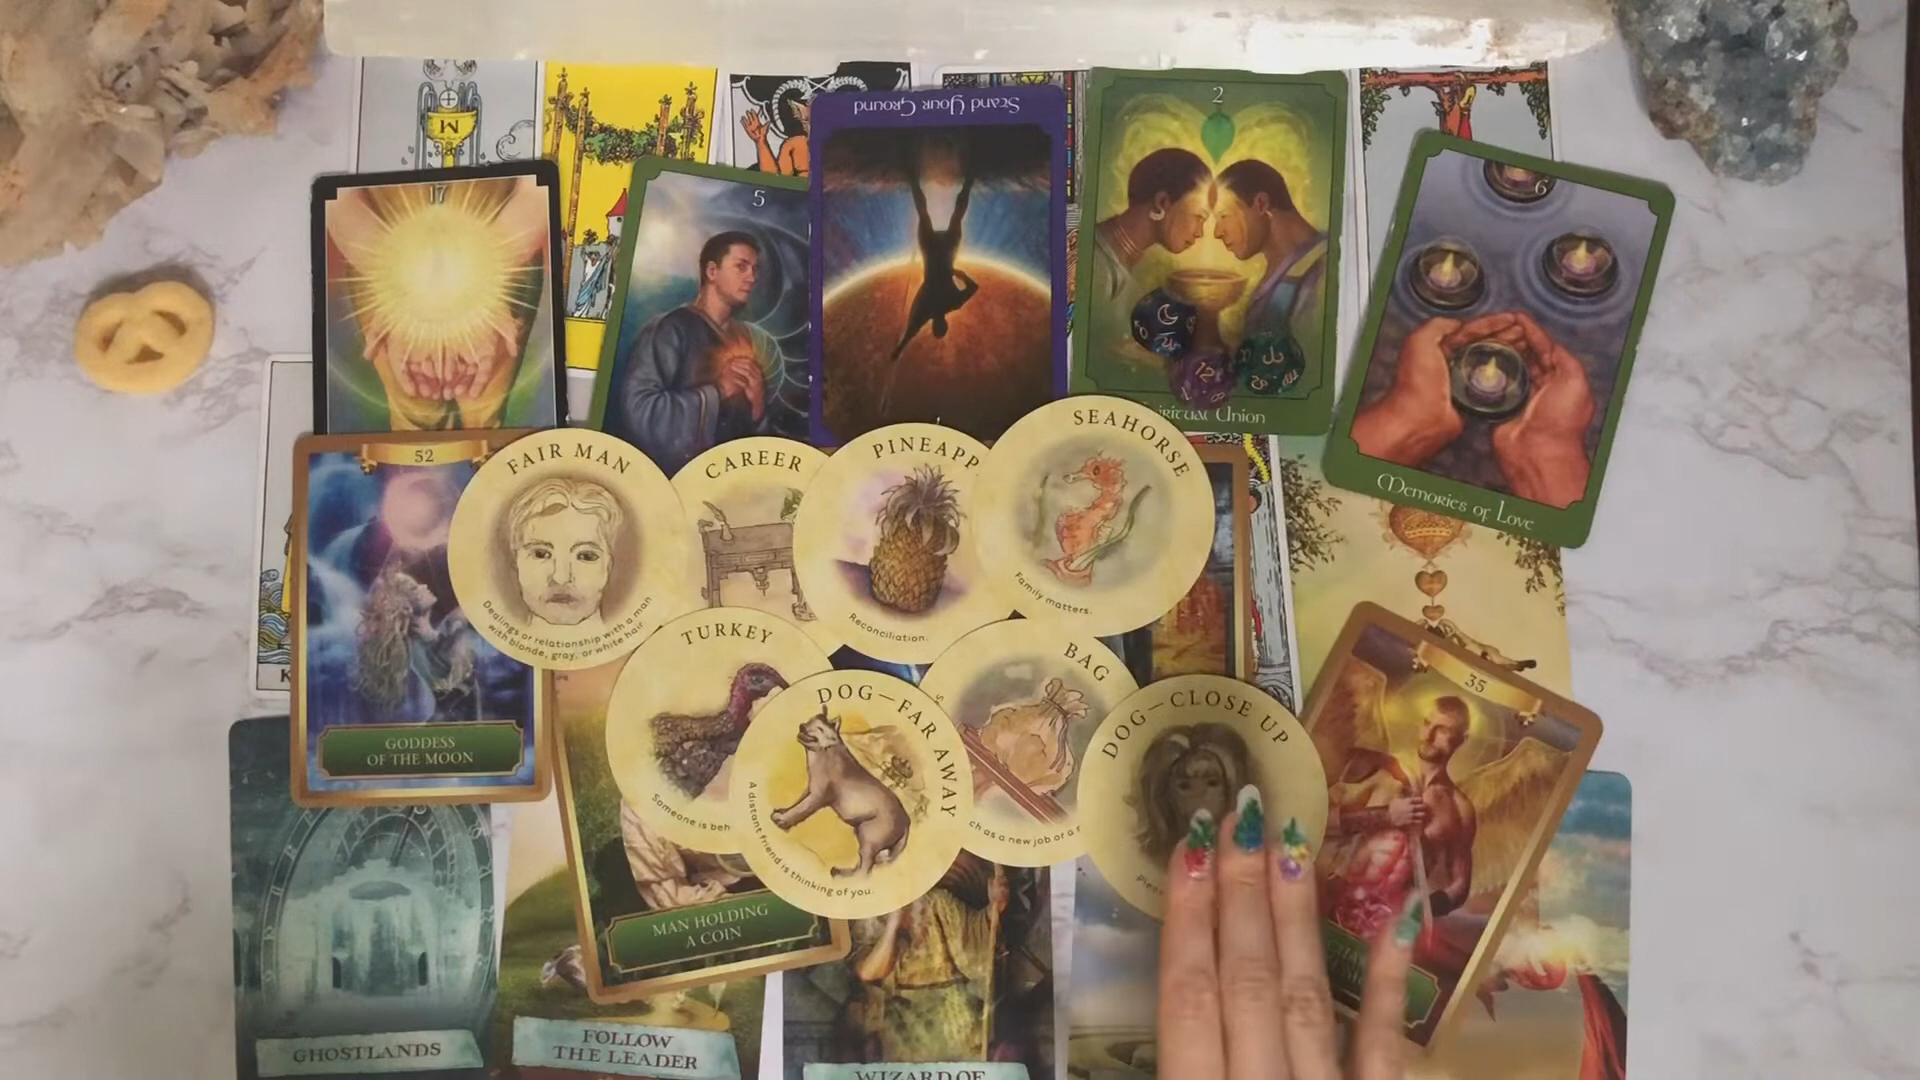 M
17
5
Stand Your Ground
2
Spiritual Union
12
6
Memories of Love
52
GODDESS
OF THE MOON
FAIR MAN
Dealings or relationship with a man
with blonde, gray, or white hair
CAREER
PINEAPP
Reconciliation.
SEAHORSE
Family matters.
TURKEY
Someone is beh
DOG—FAR AWAY
A distant friend is thinking of you.
BAG
ch as a new job or a
DOG—CLOSE UP
35
K
MAN HOLDING
A COIN
GHOSTLANDS
FOLLOW
THE LEADER
WIZARD OF